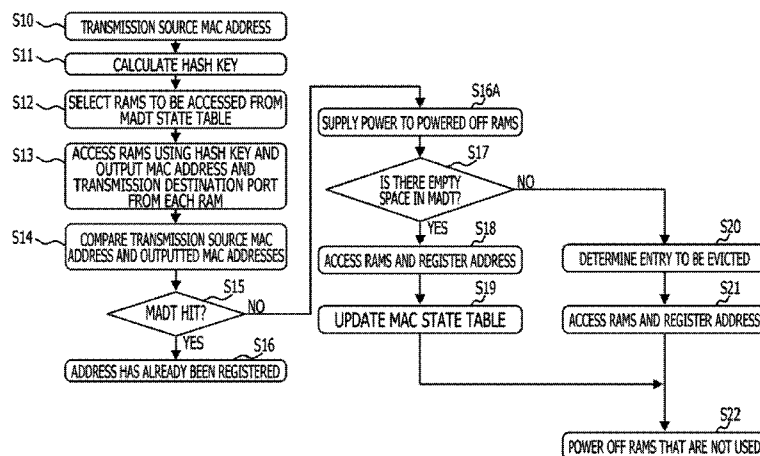 S10
TRANSMISSION SOURCE MAC ADDRESS
S11
CALCULATE HASH KEY
S12
SELECT RAMS TO BE ACCESSED FROM
MADT STATE TABLE
S13
ACCESS RAMS USING HASH KEY AND
OUTPUT MAC ADDRESS AND
TRANSMISSION DESTINATION PORT
FROM EACH RAM
S14
COMPARE TRANSMISSION SOURCE MAC
ADDRESS AND OUTPUTTED MAC ADDRESSES
S15
MADT HIT?
NO
YES
S16
ADDRESS HAS ALREADY BEEN REGISTERED
S16A
SUPPLY POWER TO POWERED OFF RAMS
S17
IS THERE EMPTY
SPACE IN MADT?
NO
YES
S18
ACCESS RAMS AND REGISTER ADDRESS
S19
UPDATE MAC STATE TABLE
S20
DETERMINE ENTRY TO BE EVICTED
S21
ACCESS RAMS AND REGISTER ADDRESS
S22
POWER OFF RAMS THAT ARE NOT USED